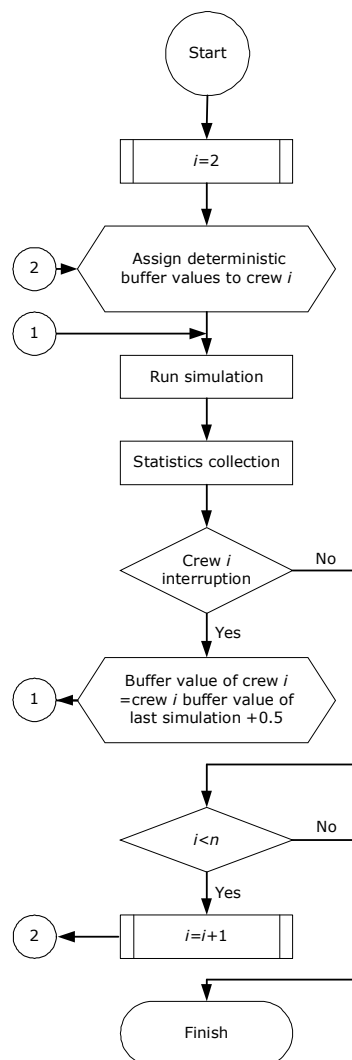 Start
i=2
2
Assign deterministic
buffer values to crew i
1
Run simulation
Statistics collection
Crew i
interruption
No
Yes
Buffer value of crew i
=crew i buffer value of
last simulation +0.5
1
i<n
No
Yes
2
i=i+1
Finish